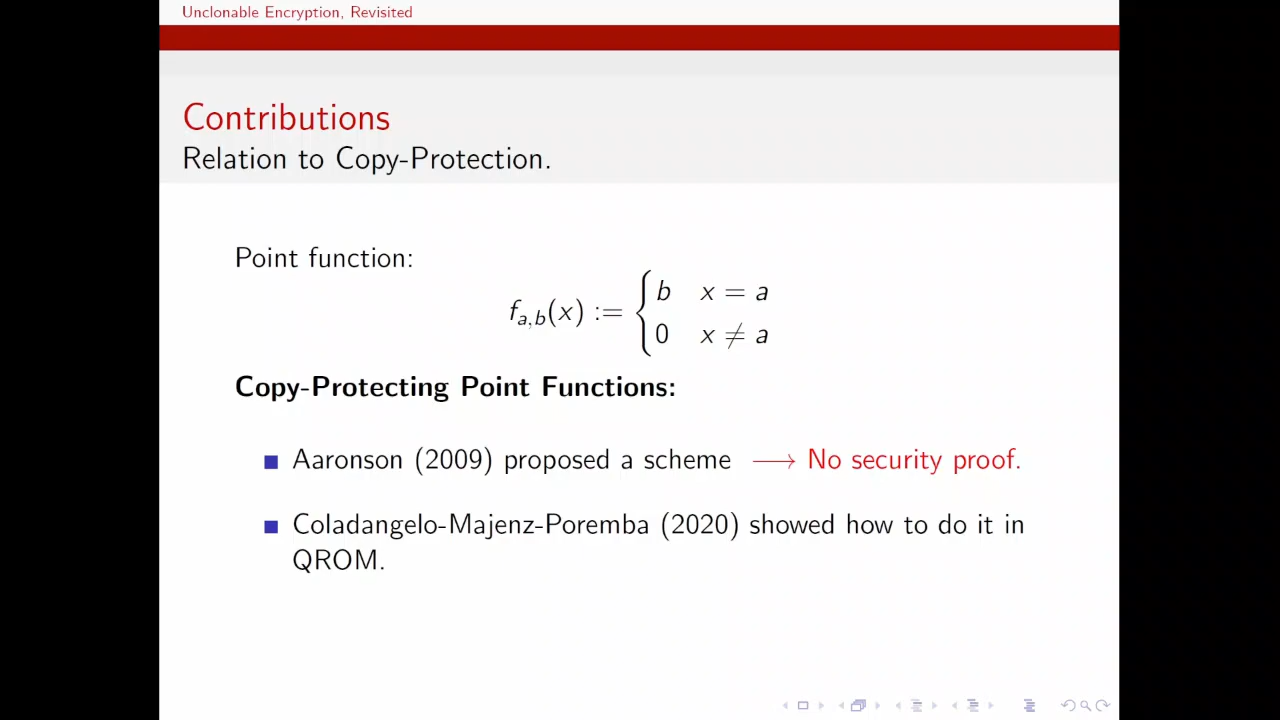 Unclonable Encryption, Revisited
Contributions
Relation to Copy-Protection.
Point function:
f_{a,b}(x) := { b x = a
0 x ≠ a
Copy-Protecting Point Functions:
Aaronson (2009) proposed a scheme ⟶ No security proof.
Coladangelo-Majenz-Poremba (2020) showed how to do it in
QROM.